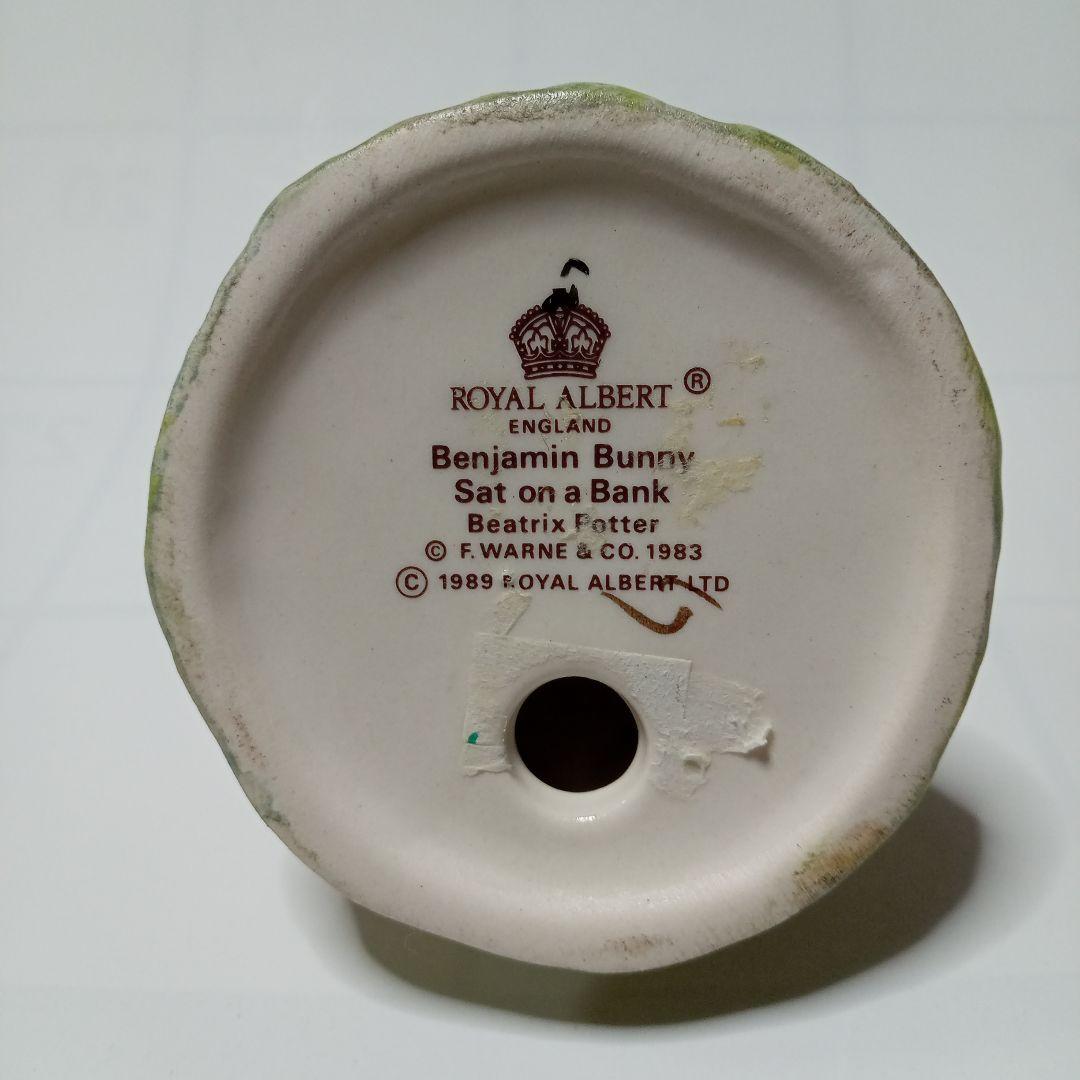 ROYAL ALBERT ®
ENGLAND
Benjamin Bunny
Sat on a Bank
Beatrix Potter
© F. WARNE & CO. 1983
© 1989 ROYAL ALBERT LTD